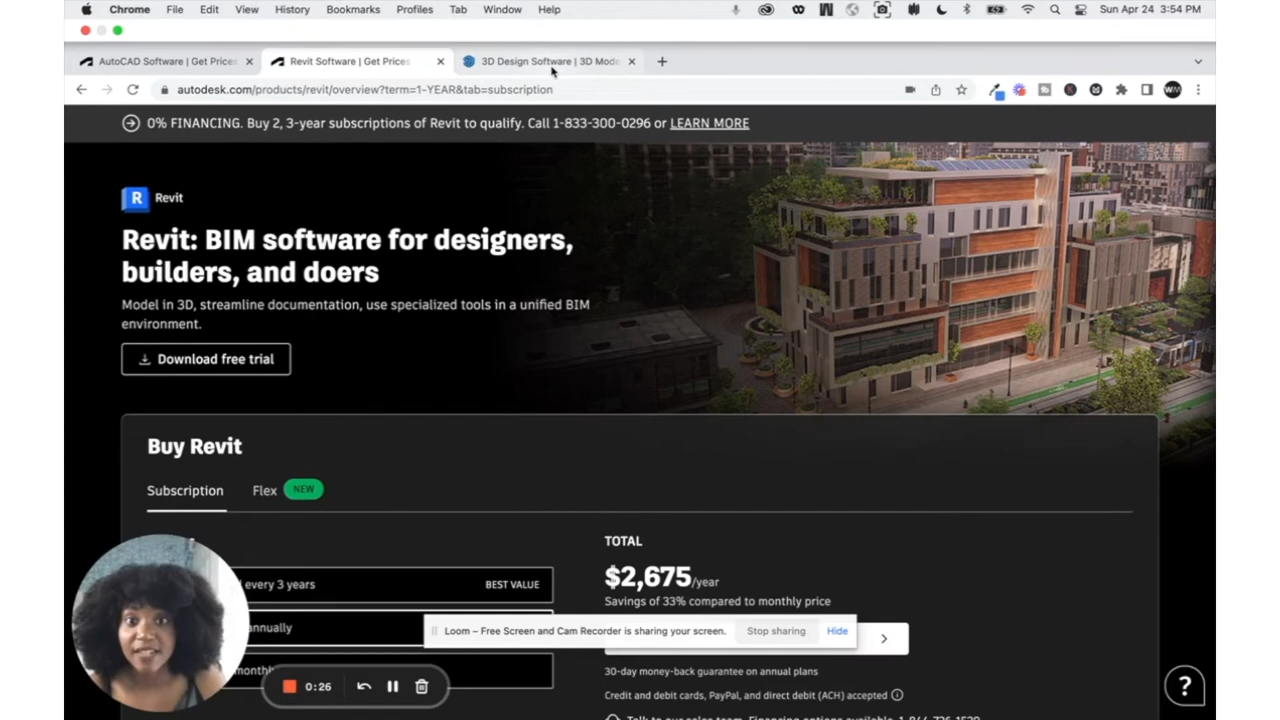 Chrome File Edit View History Bookmarks Profiles Tab Window Help Sun Apr 24 3:54 PM
AutoCAD Software | Get Prices
Revit Software | Get Prices
3D Design Software | 3D Mode
autodesk.com/products/revit/overview?term=1-YEAR&tab=subscription
0% FINANCING. Buy 2, 3-year subscriptions of Revit to qualify. Call 1-833-300-0296 or LEARN MORE
R Revit
Revit: BIM software for designers,
builders, and doers
Model in 3D, streamline documentation, use specialized tools in a unified BIM
environment.
Download free trial
Buy Revit
Subscription Flex NEW
TOTAL
every 3 years BEST VALUE
$2,675/year
Savings of 33% compared to monthly price
annually
Loom – Free Screen and Cam Recorder is sharing your screen. Stop sharing Hide
30-day money-back guarantee on annual plans
Credit and debit cards, PayPal, and direct debit (ACH) accepted
0:26
?